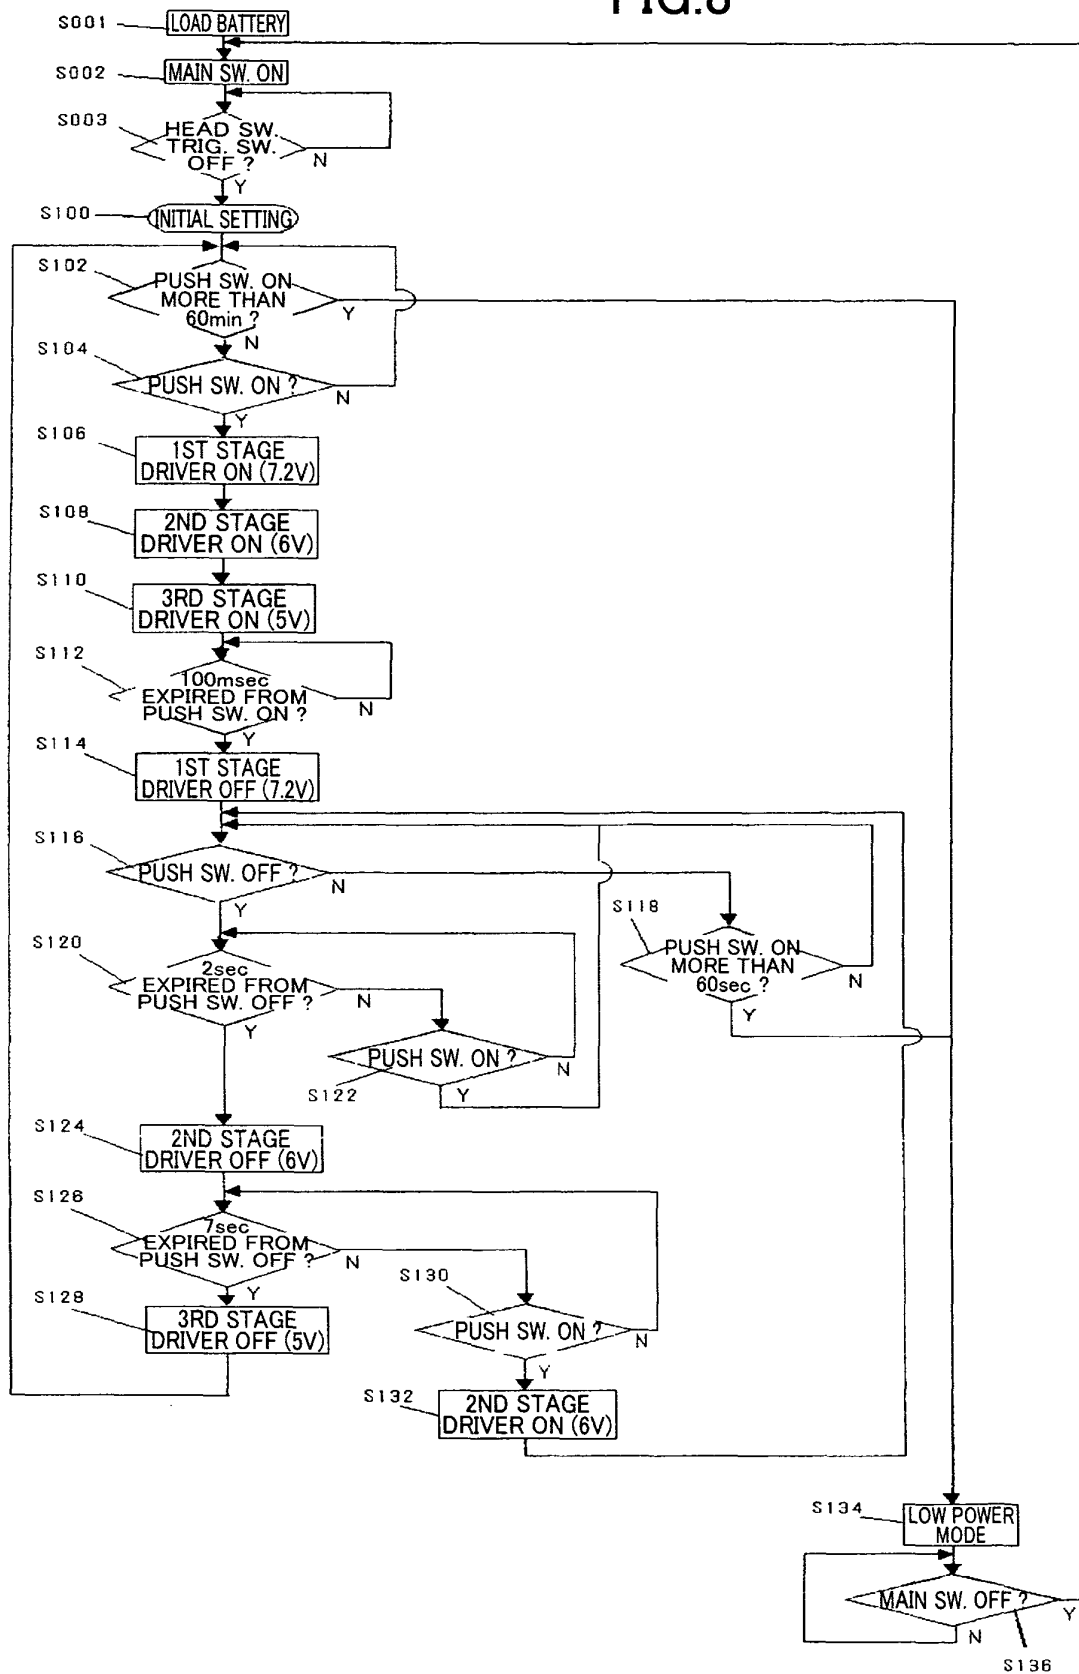 S001
LOAD BATTERY
S002
MAIN SW. ON
S003
HEAD SW.
TRIG. SW.
OFF ?
N
Y
S100
INITIAL SETTING
S102
PUSH SW. ON
MORE THAN
60min ?
Y
N
S104
PUSH SW. ON ?
N
Y
S106
1ST STAGE
DRIVER ON (7.2V)
S108
2ND STAGE
DRIVER ON (6V)
S110
3RD STAGE
DRIVER ON (5V)
S112
100msec
EXPIRED FROM
PUSH SW. ON ?
N
Y
S114
1ST STAGE
DRIVER OFF (7.2V)
S116
PUSH SW. OFF ?
N
Y
S118
PUSH SW. ON
MORE THAN
60sec ?
N
Y
S120
2sec
EXPIRED FROM
PUSH SW. OFF ?
N
Y
PUSH SW. ON ?
N
S122
Y
S124
2ND STAGE
DRIVER OFF (6V)
S126
7sec
EXPIRED FROM
PUSH SW. OFF ?
N
Y
S128
3RD STAGE
DRIVER OFF (5V)
S130
PUSH SW. ON ?
N
Y
S132
2ND STAGE
DRIVER ON (6V)
S134
LOW POWER
MODE
MAIN SW. OFF ?
Y
N
S136